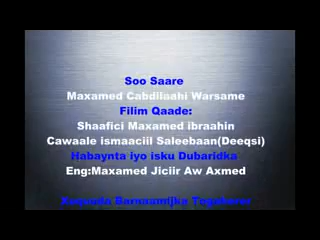 Soo Saare
Maxamed Cabdilaahi Warsame
Filim Qaade:
Shaafici Maxamed ibraahin
Cawaale ismaaciil Saleebaan(Deeqsi)
Habaynta iyo isku Dubaridka
Eng:Maxamed Jiciir Aw Axmed